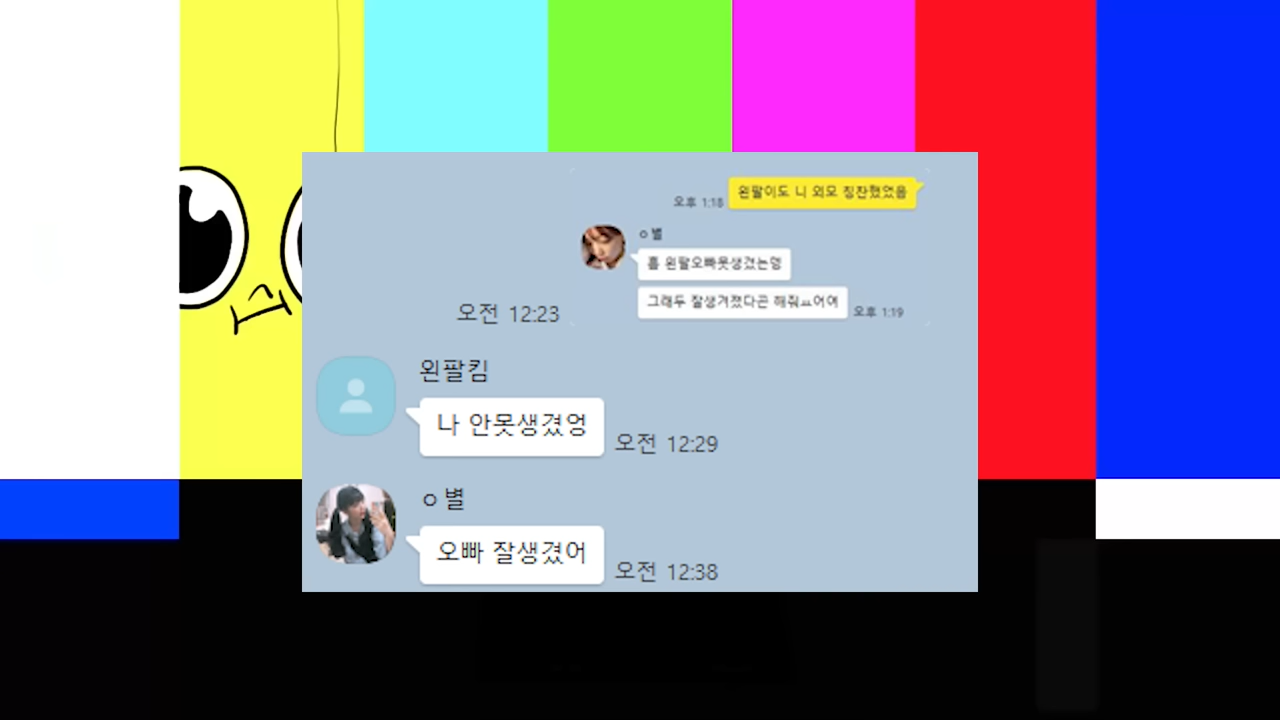 왼팔이도 니 외모 칭찬했었음
오후 1:18
ㅇ별
흠 왼팔오빠못생겼는뎅
그래두 잘생겨졌다곤 해줘ㅛ어여
오후 1:19
오전 12:23
왼팔킴
나 안못생겼엉
오전 12:29
ㅇ별
오빠 잘생겼어
오전 12:38